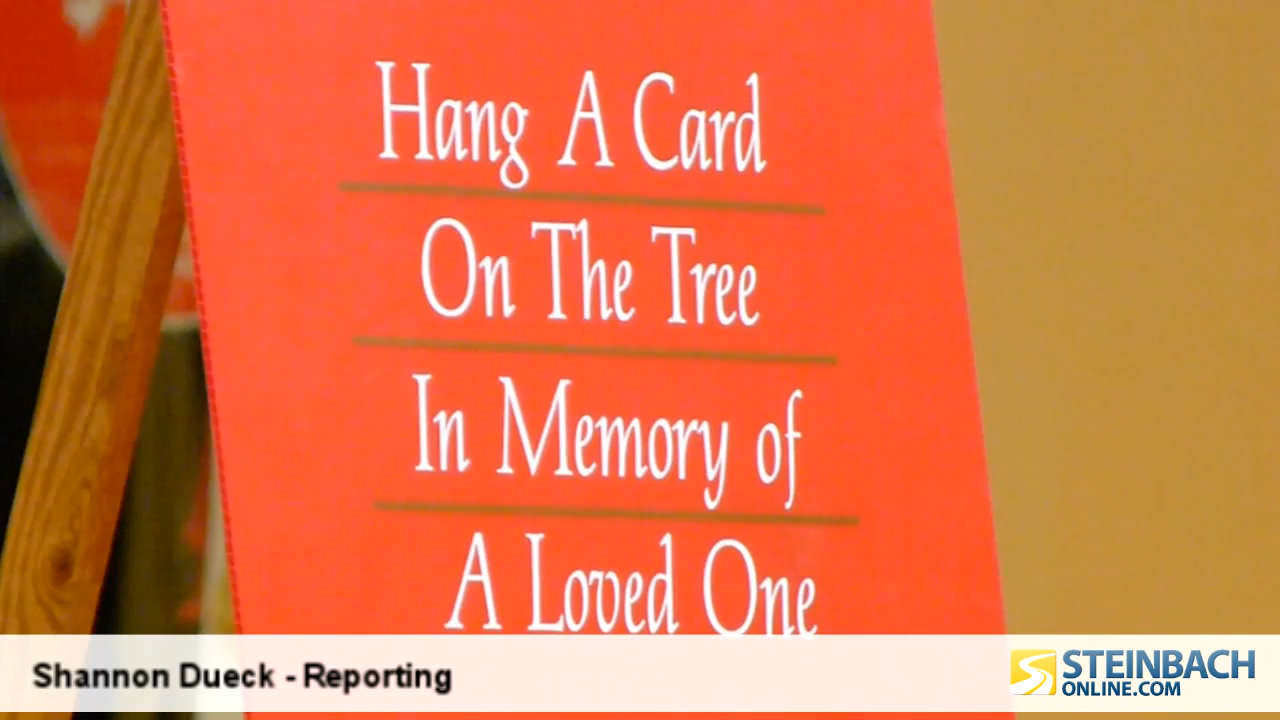 Hang A Card
On The Tree
In Memory of
A Loved One
Shannon Dueck - Reporting
STEINBACH
ONLINE.COM